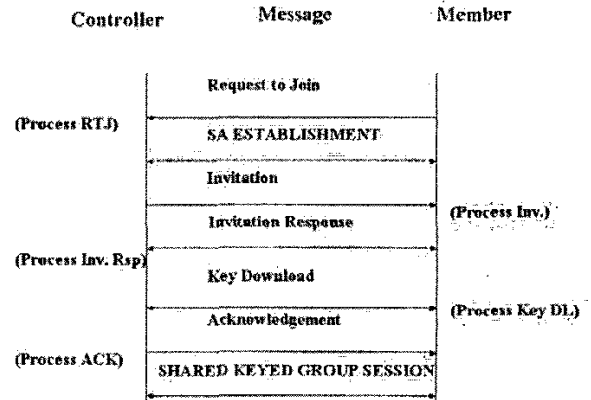 Controller Message Member
Request to Join
(Process RTJ)
SA ESTABLISHMENT
Invitation
(Process Inv.)
Invitation Response
(Process Inv. Rsp)
Key Download
(Process Key DL)
Acknowledgement
(Process ACK)
SHARED KEYED GROUP SESSION